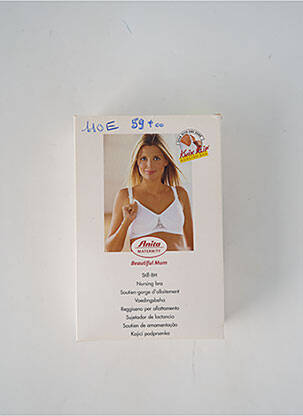 110E 59+00
Anita
MATERNITY
Beautiful Mum
Still-BH
Nursing bra
Soutien-gorge d'allaitement
Voedingsbeha
Reggiseno per allattamento
Sujetador de lactancia
Soutien de amamentação
Kojicí podprsenka